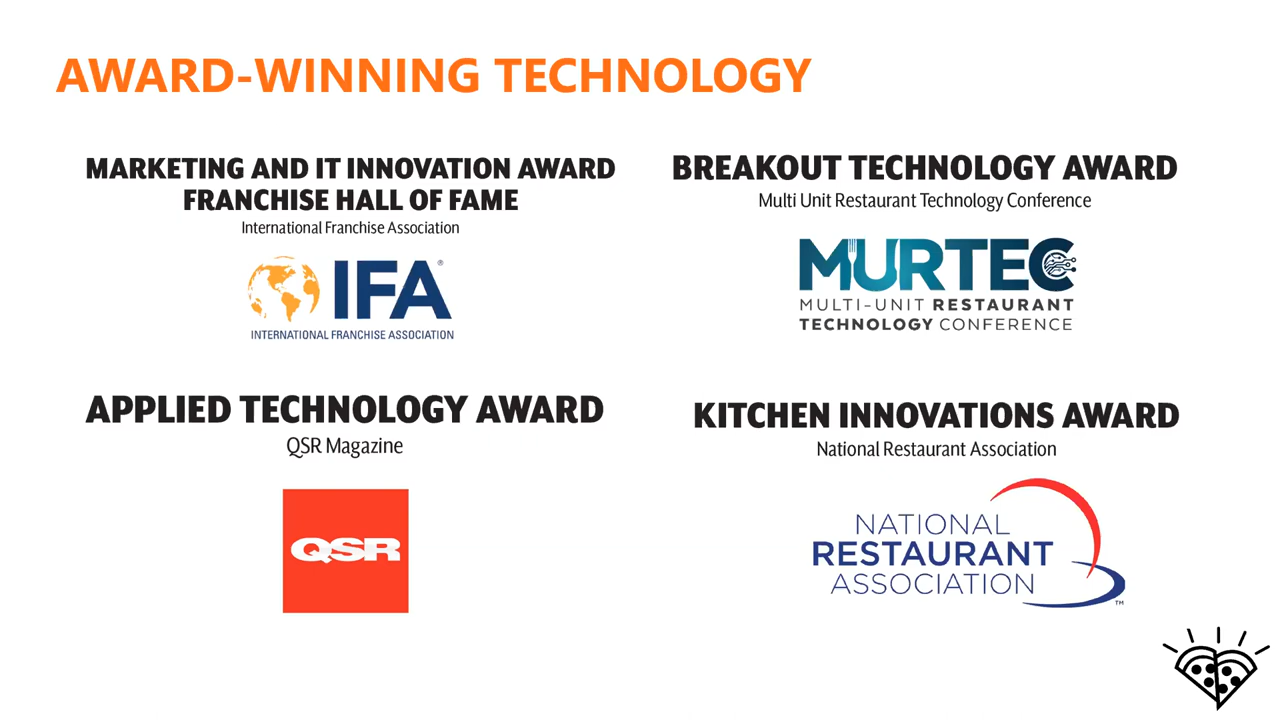 AWARD-WINNING TECHNOLOGY
MARKETING AND IT INNOVATION AWARD
FRANCHISE HALL OF FAME
International Franchise Association
IFA®
INTERNATIONAL FRANCHISE ASSOCIATION
BREAKOUT TECHNOLOGY AWARD
Multi Unit Restaurant Technology Conference
MURTEC
MULTI-UNIT RESTAURANT
TECHNOLOGY CONFERENCE
APPLIED TECHNOLOGY AWARD
QSR Magazine
QSR
KITCHEN INNOVATIONS AWARD
National Restaurant Association
NATIONAL
RESTAURANT
ASSOCIATION
TM